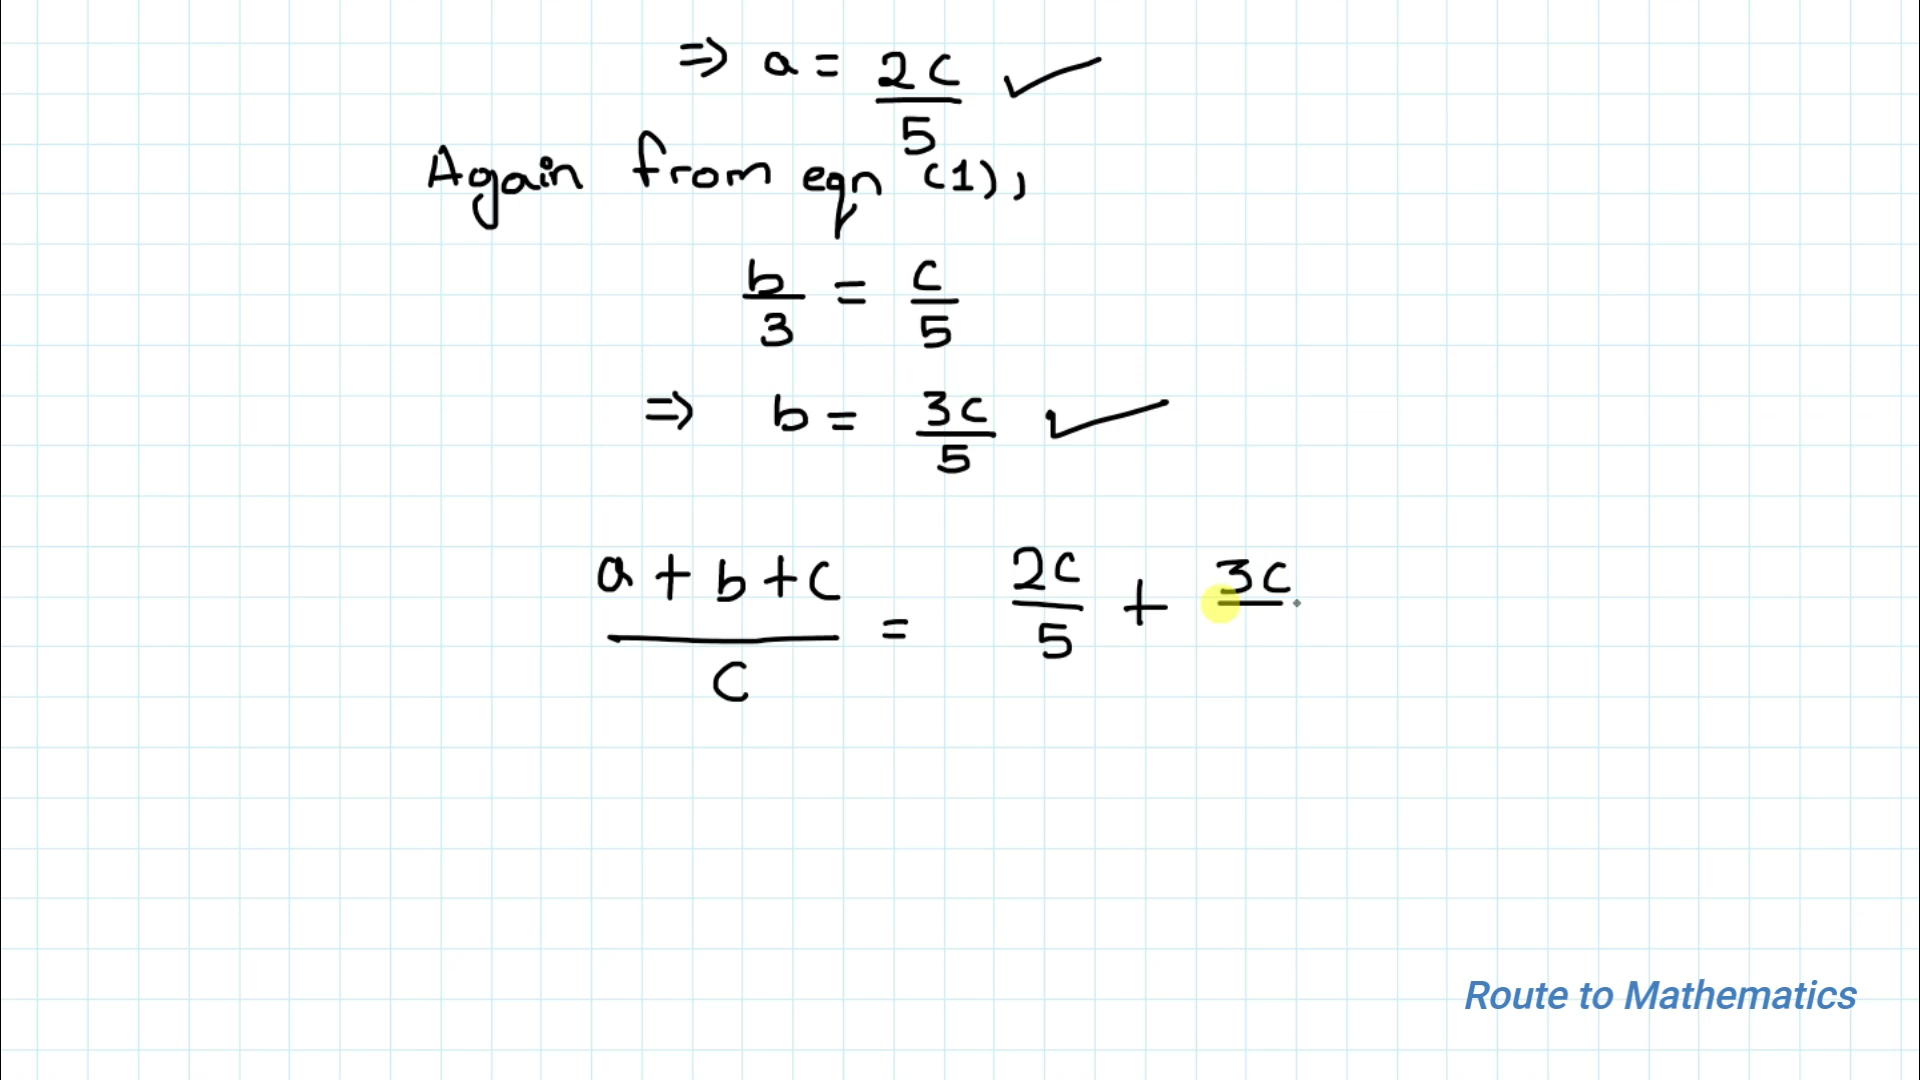 ⇒ a = 2c/5 ✓
Again from eqn (1),
b/3 = c/5
⇒ b = 3c/5 ✓
(a + b + c)/c = 2c/5 + 3c/
Route to Mathematics